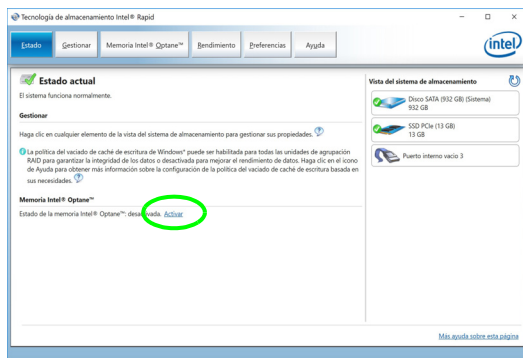 Tecnología de almacenamiento Intel® Rapid
Estado
Gestionar
Memoria Intel® Optane™
Rendimiento
Preferencias
Ayuda
intel
Estado actual
El sistema funciona normalmente.
Gestionar
Haga clic en cualquier elemento de la vista del sistema de almacenamiento para gestionar sus propiedades.
La política del vaciado de caché de escritura de Windows* puede ser habilitada para todas las unidades de agrupación
RAID para garantizar la integridad de los datos o desactivada para mejorar el rendimiento de datos. Haga clic en el icono
de Ayuda para obtener más información sobre la configuración de la política del vaciado de caché de escritura basada en
sus necesidades.
Memoria Intel® Optane™
Estado de la memoria Intel® Optane™: desactivada. Activar
Vista del sistema de almacenamiento
Disco SATA (932 GB) (Sistema)
932 GB
SSD PCIe (13 GB)
13 GB
Puerto interno vacio 3
Más ayuda sobre esta página